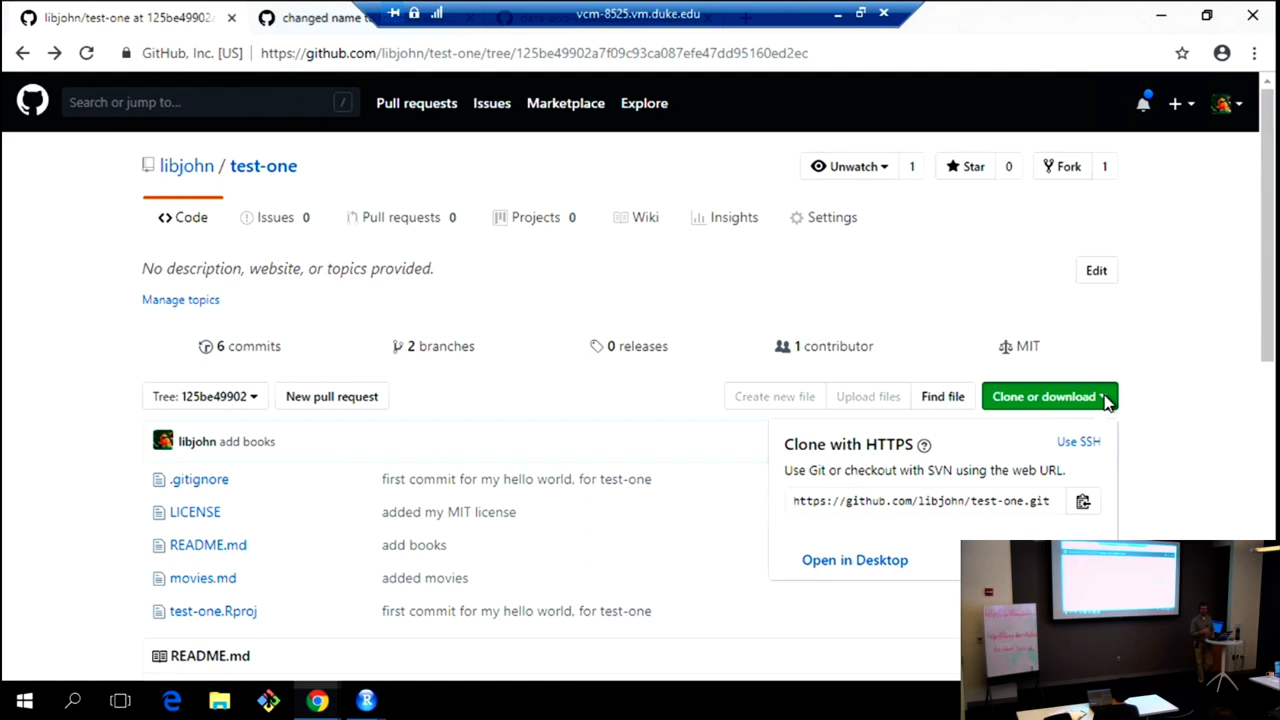 libjohn/test-one at 125be49902
changed name t
vcm-8525.vm.duke.edu
GitHub, Inc. [US]
https://github.com/libjohn/test-one/tree/125be49902a7f09c93ca087efe47dd95160ed2ec
Search or jump to...
/
Pull requests
Issues
Marketplace
Explore
libjohn / test-one
Unwatch 1
Star 0
Fork 1
Code
Issues 0
Pull requests 0
Projects 0
Wiki
Insights
Settings
No description, website, or topics provided.
Edit
Manage topics
6 commits
2 branches
0 releases
1 contributor
MIT
Tree: 125be49902
New pull request
Create new file
Upload files
Find file
Clone or download
libjohn add books
Clone with HTTPS
Use SSH
Use Git or checkout with SVN using the web URL.
https://github.com/libjohn/test-one.git
Open in Desktop
.gitignore first commit for my hello world. for test-one
LICENSE added my MIT license
README.md add books
movies.md added movies
test-one.Rproj first commit for my hello world. for test-one
README.md